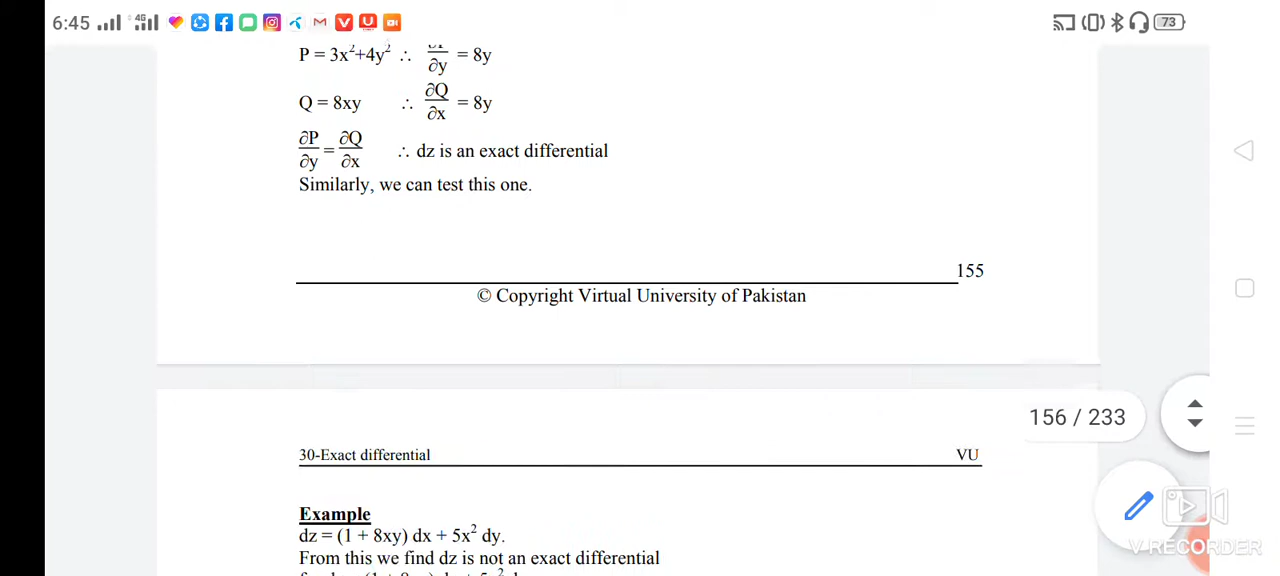 6:45 4G 73
P = 3x²+4y² ∴ ∂y = 8y
Q = 8xy ∴ ∂Q/∂x = 8y
∂P/∂y = ∂Q/∂x ∴ dz is an exact differential
Similarly, we can test this one.
155
© Copyright Virtual University of Pakistan
156 / 233
30-Exact differential VU
Example
dz = (1 + 8xy) dx + 5x² dy.
From this we find dz is not an exact differential
V RECORDER